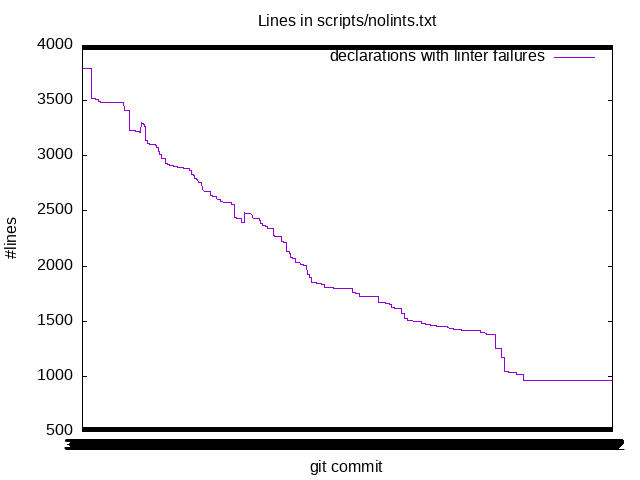 Lines in scripts/nolints.txt
4000
declarations with linter failures
3500
3000
2500
2000
1500
1000
500
#lines
git commit